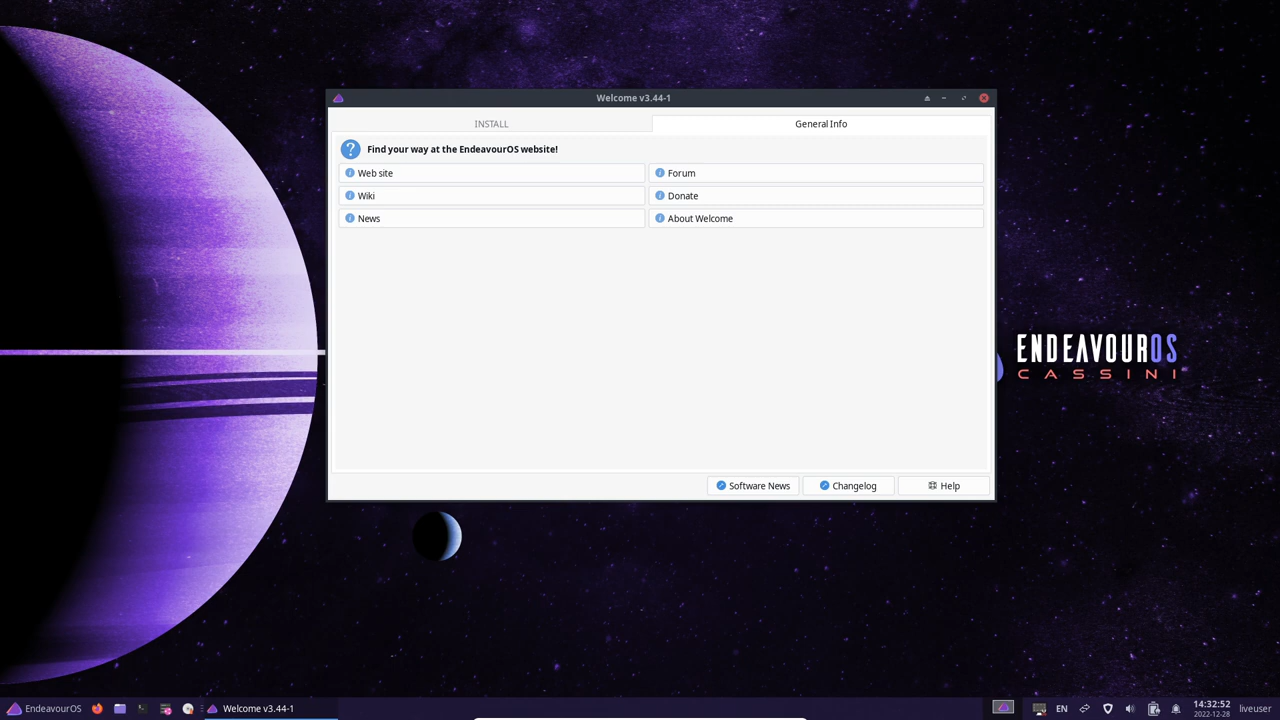 Welcome v3.44-1
INSTALL
General Info
Find your way at the EndeavourOS website!
Web site
Forum
Wiki
Donate
News
About Welcome
Software News
Changelog
Help
ENDEAVOUROS
CASSINI
EndeavourOS
Welcome v3.44-1
EN
14:32:52
2022-12-28
liveuser